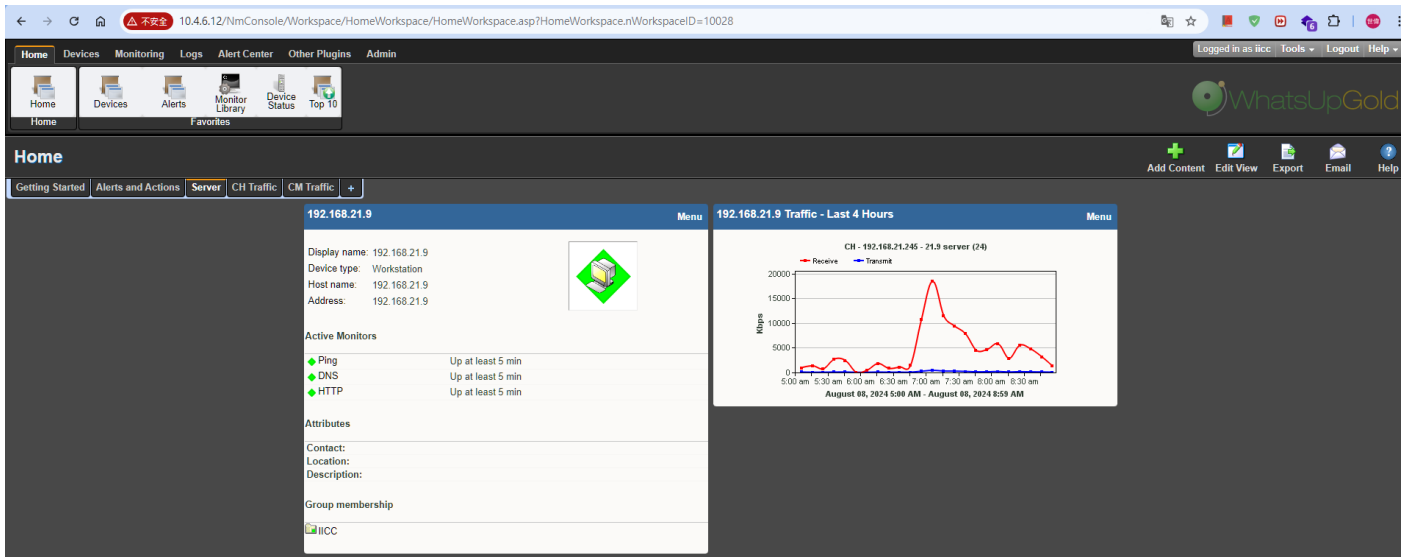 不安全 10.4.6.12/NmConsole/Workspace/HomeWorkspace/HomeWorkspace.asp?HomeWorkspace.nWorkspaceID=10028
6
世偉
Home Devices Monitoring Logs Alert Center Other Plugins Admin
Logged in as iicc Tools Logout Help
Home Devices Alerts Monitor Library Device Status Top 10
Home Favorites
WhatsUpGold
Home
Add Content Edit View Export Email Help
Getting Started Alerts and Actions Server CH Traffic CM Traffic +
192.168.21.9 Menu
Display name: 192.168.21.9
Device type: Workstation
Host name: 192.168.21.9
Address: 192.168.21.9
Active Monitors
Ping Up at least 5 min
DNS Up at least 5 min
HTTP Up at least 5 min
Attributes
Contact:
Location:
Description:
Group membership
IICC
192.168.21.9 Traffic - Last 4 Hours Menu
CH - 192.168.21.245 - 21.9 server (24)
Receive Transmit
20000
15000
10000
5000
0
Kbps
5:00 am 5:30 am 6:00 am 6:30 am 7:00 am 7:30 am 8:00 am 8:30 am
August 08, 2024 5:00 AM - August 08, 2024 8:59 AM